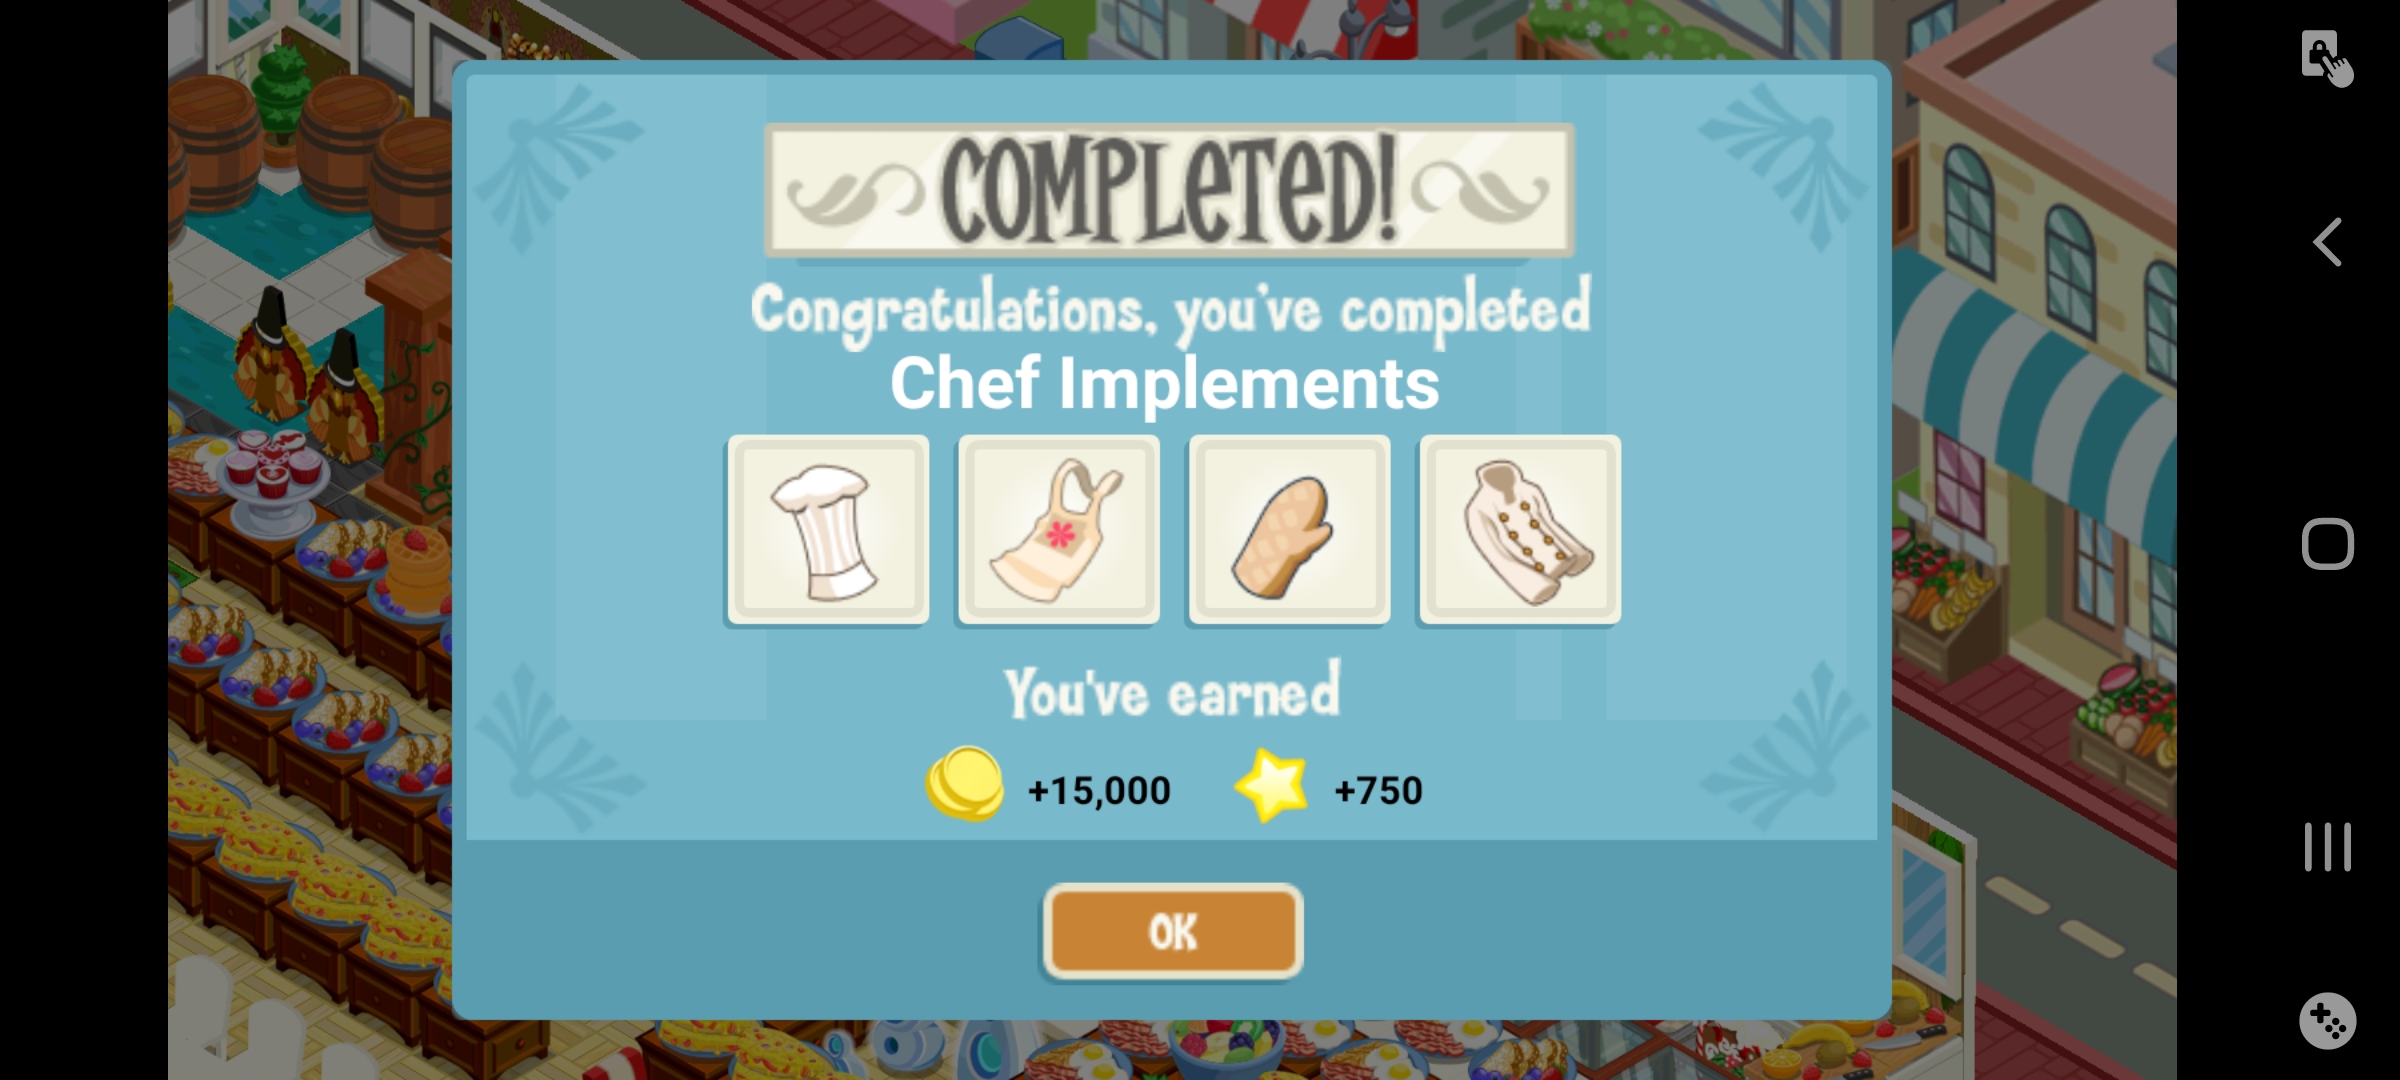 COMPLETED!
Congratulations, you've completed
Chef Implements
You've earned
+15,000 +750
OK